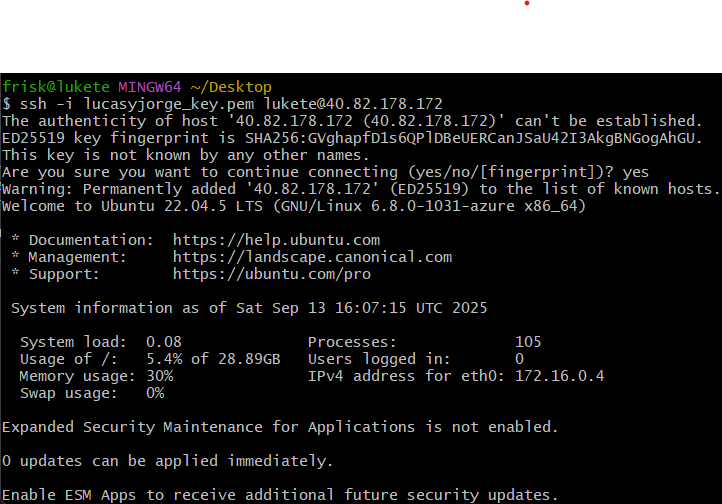 frisk@lukete MINGW64 ~/Desktop
$ ssh -i lucasyjorge_key.pem lukete@40.82.178.172
The authenticity of host '40.82.178.172 (40.82.178.172)' can't be established.
ED25519 key fingerprint is SHA256:GVghapfD1s6QPlDBeUERCanJSaU42I3AkgBNGogAhGU.
This key is not known by any other names.
Are you sure you want to continue connecting (yes/no/[fingerprint])? yes
Warning: Permanently added '40.82.178.172' (ED25519) to the list of known hosts.
Welcome to Ubuntu 22.04.5 LTS (GNU/Linux 6.8.0-1031-azure x86_64)
* Documentation:  https://help.ubuntu.com
* Management:     https://landscape.canonical.com
* Support:        https://ubuntu.com/pro
System information as of Sat Sep 13 16:07:15 UTC 2025
System load:  0.08               Processes:             105
Usage of /:   5.4% of 28.89GB   Users logged in:       0
Memory usage: 30%                IPv4 address for eth0: 172.16.0.4
Swap usage:   0%
Expanded Security Maintenance for Applications is not enabled.
0 updates can be applied immediately.
Enable ESM Apps to receive additional future security updates.